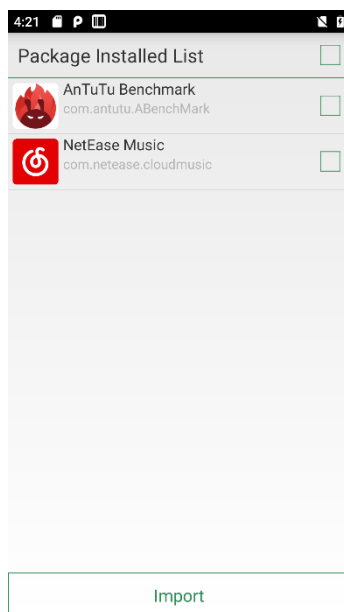 4:21
Package Installed List
AnTuTu Benchmark
com.antutu.ABenchMark
NetEase Music
com.netease.cloudmusic
Import